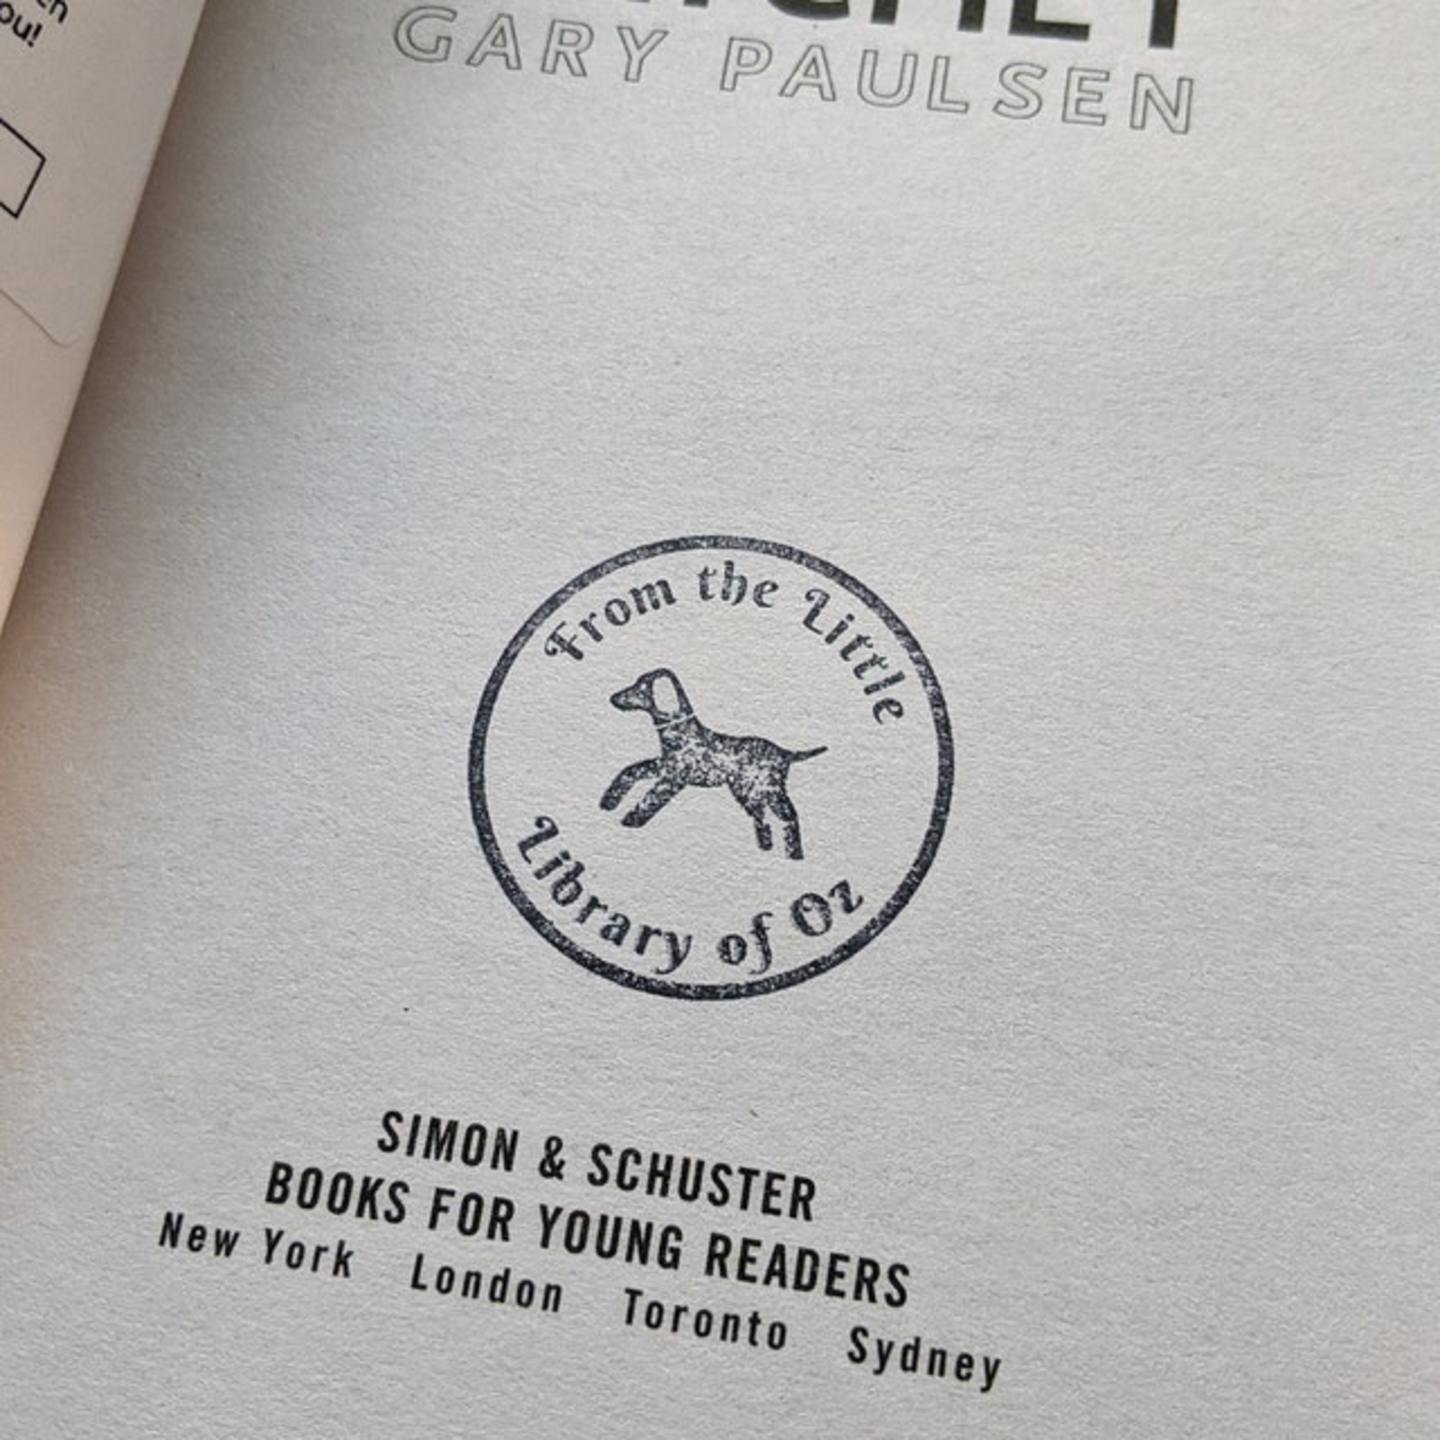 GARY PAULSEN
From the Little
Library of Oz
SIMON & SCHUSTER
BOOKS FOR YOUNG READERS
New York London Toronto Sydney